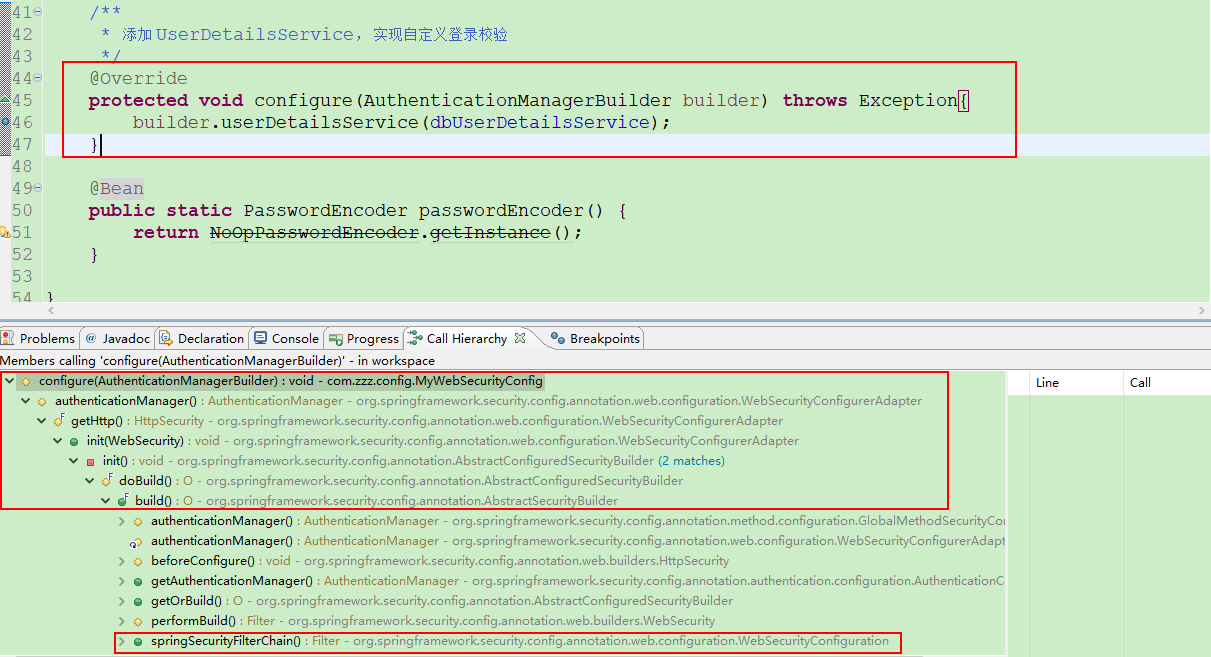 41 /**
42 * 添加 UserDetailsService, 实现自定义登录校验
43 */
44 @Override
45 protected void configure(AuthenticationManagerBuilder builder) throws Exception{
46 builder.userDetailsService(dbUserDetailsService);
47 }
48
49 @Bean
50 public static PasswordEncoder passwordEncoder() {
51 return NoOpPasswordEncoder.getInstance();
52 }
53
54 }
Problems @ Javadoc Declaration Console Progress Call Hierarchy Breakpoints
Members calling 'configure(AuthenticationManagerBuilder)' - in workspace
Line Call
configure(AuthenticationManagerBuilder) : void - com.zzz.config.MyWebSecurityConfig
authenticationManager() : AuthenticationManager - org.springframework.security.config.annotation.web.configuration.WebSecurityConfigurerAdapter
getHttp() : HttpSecurity - org.springframework.security.config.annotation.web.configuration.WebSecurityConfigurerAdapter
init(WebSecurity) : void - org.springframework.security.config.annotation.web.configuration.WebSecurityConfigurerAdapter
init() : void - org.springframework.security.config.annotation.AbstractConfiguredSecurityBuilder (2 matches)
doBuild() : O - org.springframework.security.config.annotation.AbstractConfiguredSecurityBuilder
build() : O - org.springframework.security.config.annotation.AbstractSecurityBuilder
authenticationManager() : AuthenticationManager - org.springframework.security.config.annotation.method.configuration.GlobalMethodSecurityCo
authenticationManager() : AuthenticationManager - org.springframework.security.config.annotation.web.configuration.WebSecurityConfigurerAdapt
beforeConfigure() : void - org.springframework.security.config.annotation.web.builders.HttpSecurity
getAuthenticationManager() : AuthenticationManager - org.springframework.security.config.annotation.authentication.configuration.AuthenticationC
getOrBuild() : O - org.springframework.security.config.annotation.AbstractConfiguredSecurityBuilder
performBuild() : Filter - org.springframework.security.config.annotation.web.builders.WebSecurity
springSecurityFilterChain() : Filter - org.springframework.security.config.annotation.web.configuration.WebSecurityConfiguration